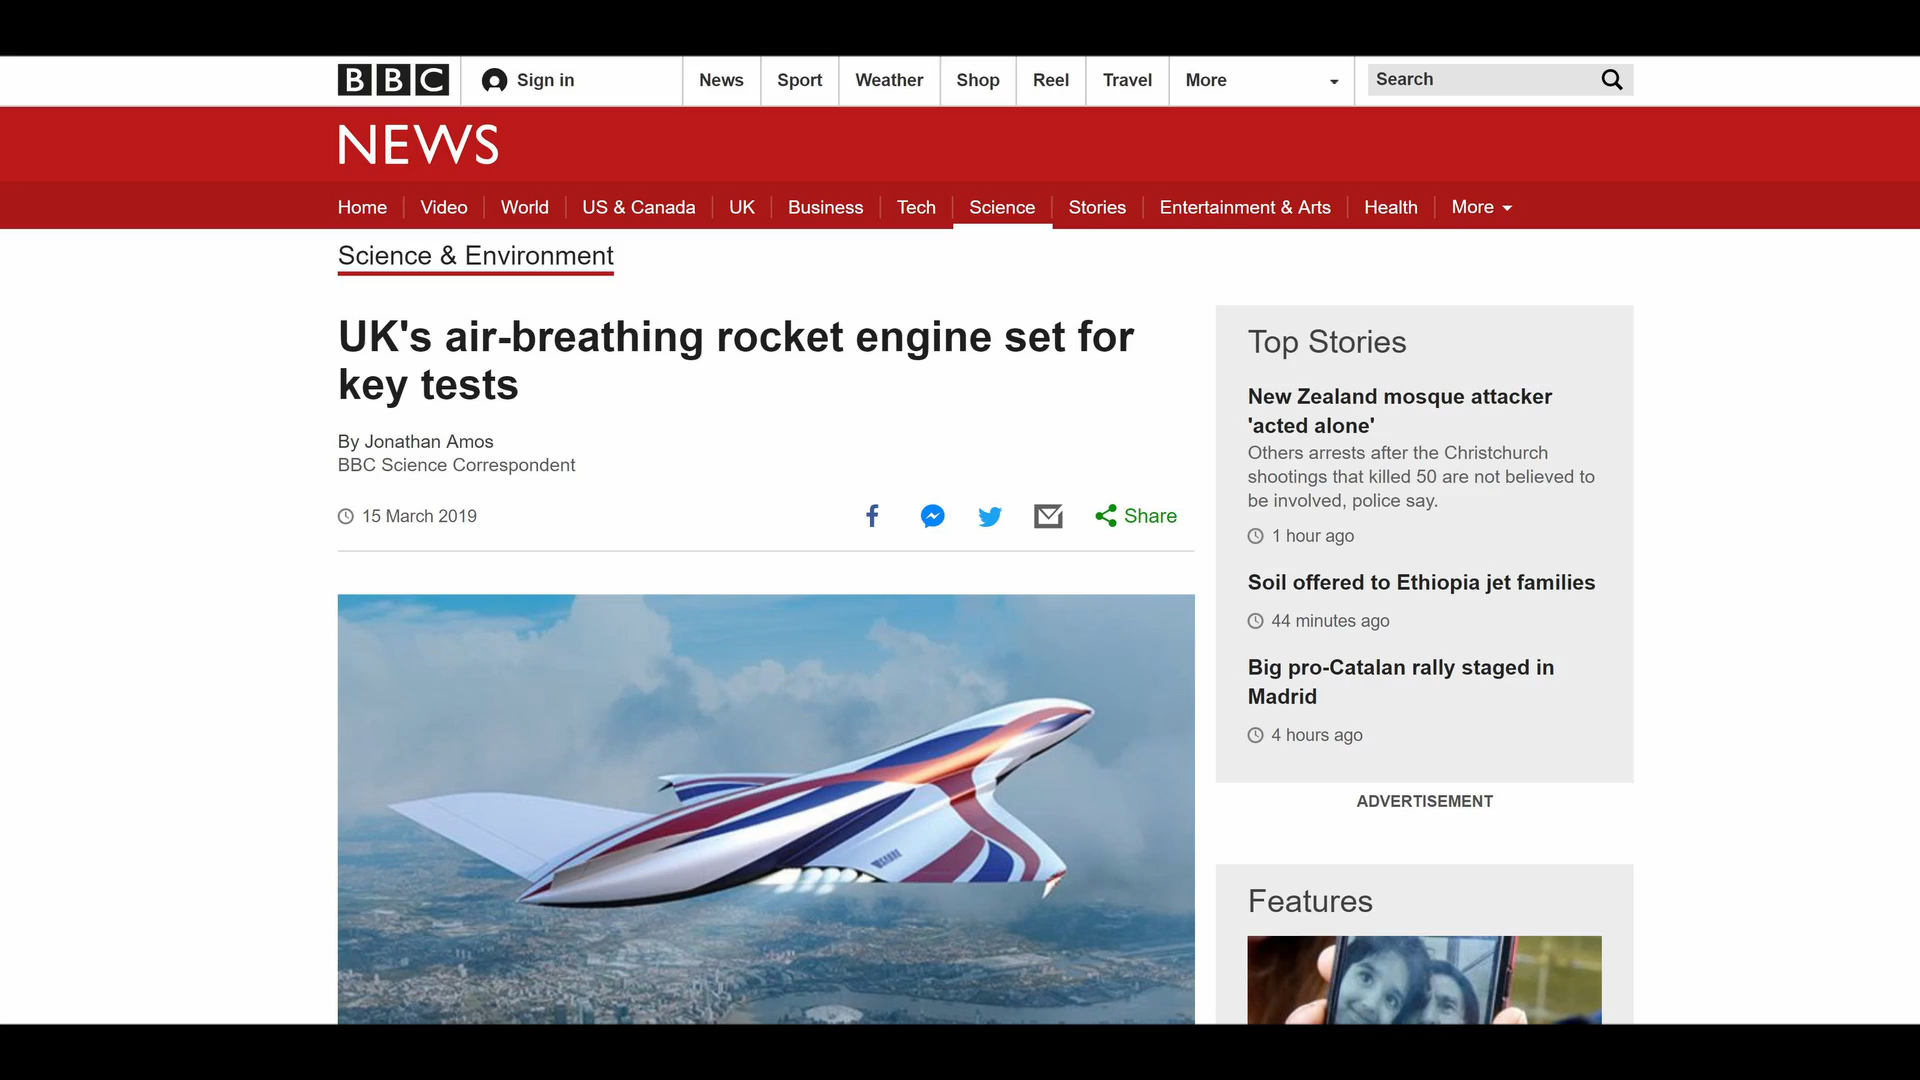 BBC
Sign in
News
Sport
Weather
Shop
Reel
Travel
More
Search
NEWS
Home
Video
World
US & Canada
UK
Business
Tech
Science
Stories
Entertainment & Arts
Health
More
Science & Environment
UK's air-breathing rocket engine set for
key tests
By Jonathan Amos
BBC Science Correspondent
15 March 2019
Share
Top Stories
New Zealand mosque attacker
'acted alone'
Others arrests after the Christchurch
shootings that killed 50 are not believed to
be involved, police say.
1 hour ago
Soil offered to Ethiopia jet families
44 minutes ago
Big pro-Catalan rally staged in
Madrid
4 hours ago
ADVERTISEMENT
Features